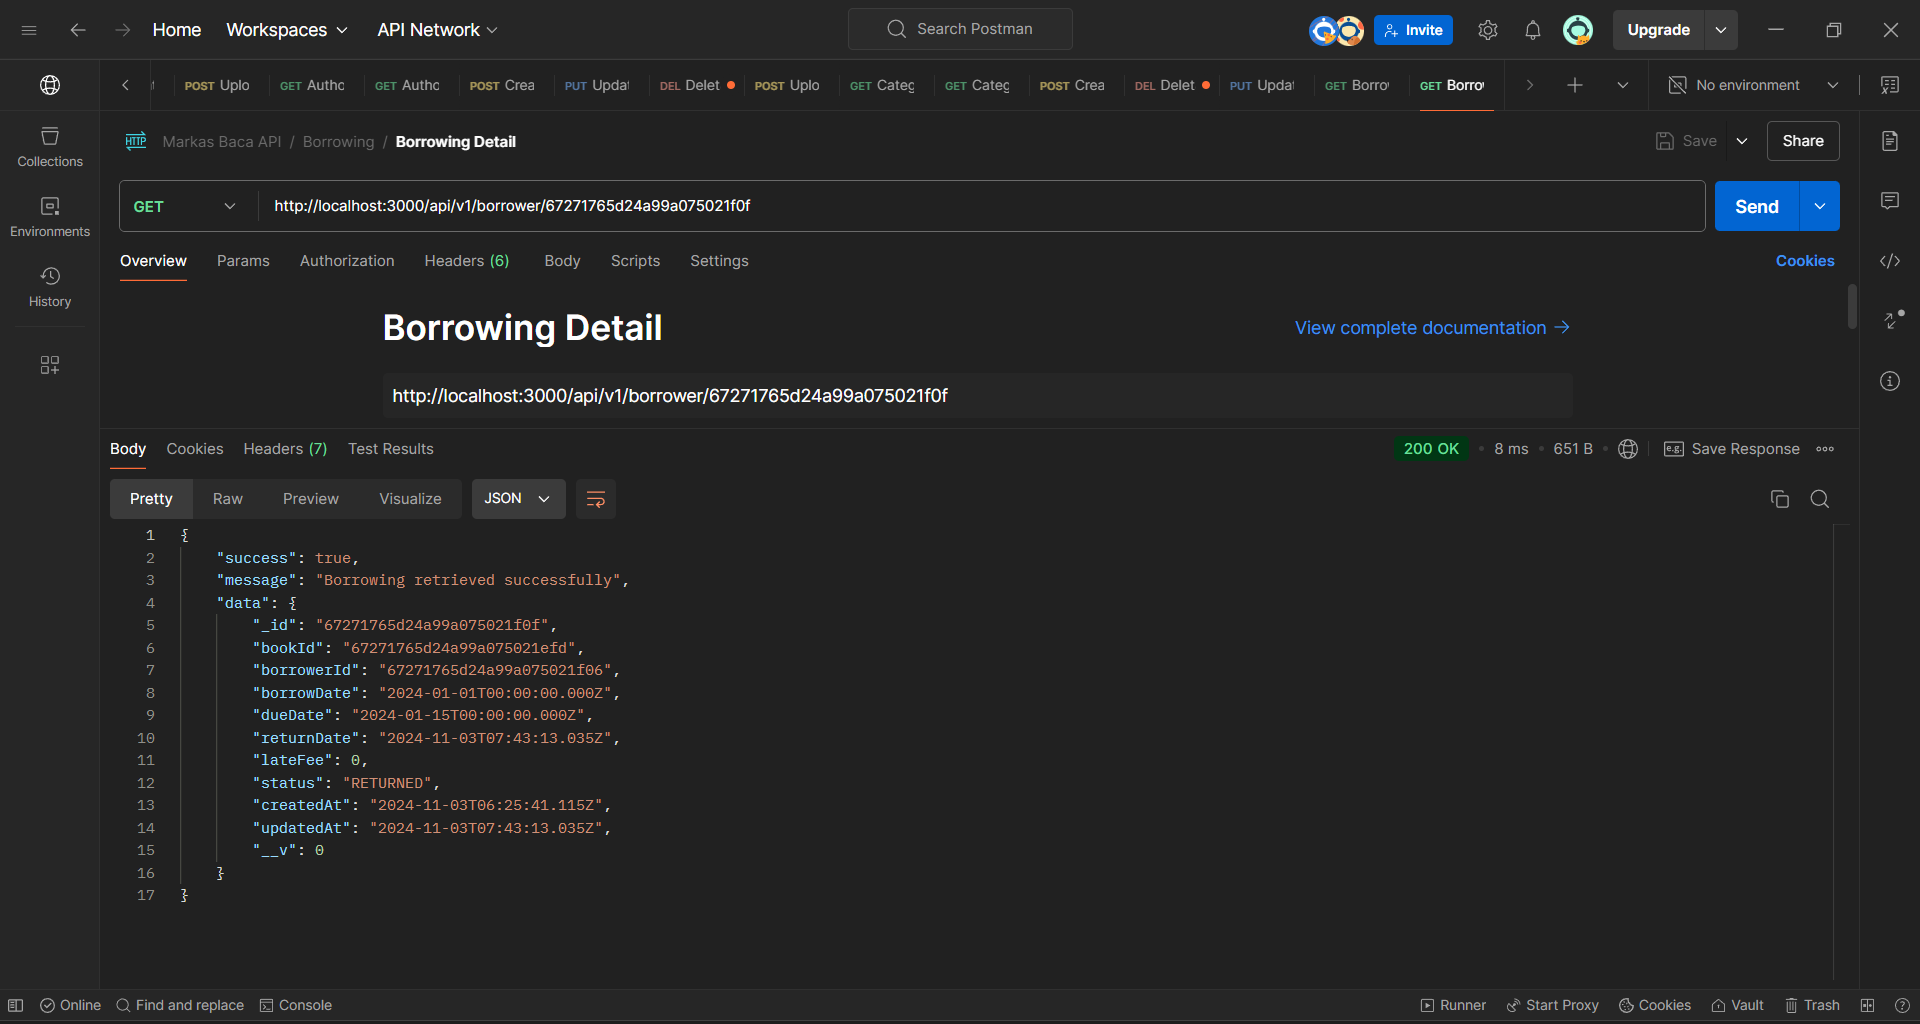 Home Workspaces API Network Search Postman Invite Upgrade
POST Uplo GET Autho GET Autho POST Crea PUT Updat DEL Delet POST Uplo GET Categ GET Categ POST Crea DEL Delet PUT Updat GET Borro GET Borro No environment
Collections
Environments
History
HTTP Markas Baca API / Borrowing / Borrowing Detail Save Share
GET http://localhost:3000/api/v1/borrower/67271765d24a99a075021f0f Send
Overview Params Authorization Headers (6) Body Scripts Settings Cookies
Borrowing Detail View complete documentation →
http://localhost:3000/api/v1/borrower/67271765d24a99a075021f0f
Body Cookies Headers (7) Test Results 200 OK • 8 ms • 651 B • e.g. Save Response
Pretty Raw Preview Visualize JSON
1 {
2 "success": true,
3 "message": "Borrowing retrieved successfully",
4 "data": {
5 "_id": "67271765d24a99a075021f0f",
6 "bookId": "67271765d24a99a075021efd",
7 "borrowerId": "67271765d24a99a075021f06",
8 "borrowDate": "2024-01-01T00:00:00.000Z",
9 "dueDate": "2024-01-15T00:00:00.000Z",
10 "returnDate": "2024-11-03T07:43:13.035Z",
11 "lateFee": 0,
12 "status": "RETURNED",
13 "createdAt": "2024-11-03T06:25:41.115Z",
14 "updatedAt": "2024-11-03T07:43:13.035Z",
15 "__v": 0
16 }
17 }
Online Find and replace Console Runner Start Proxy Cookies Vault Trash